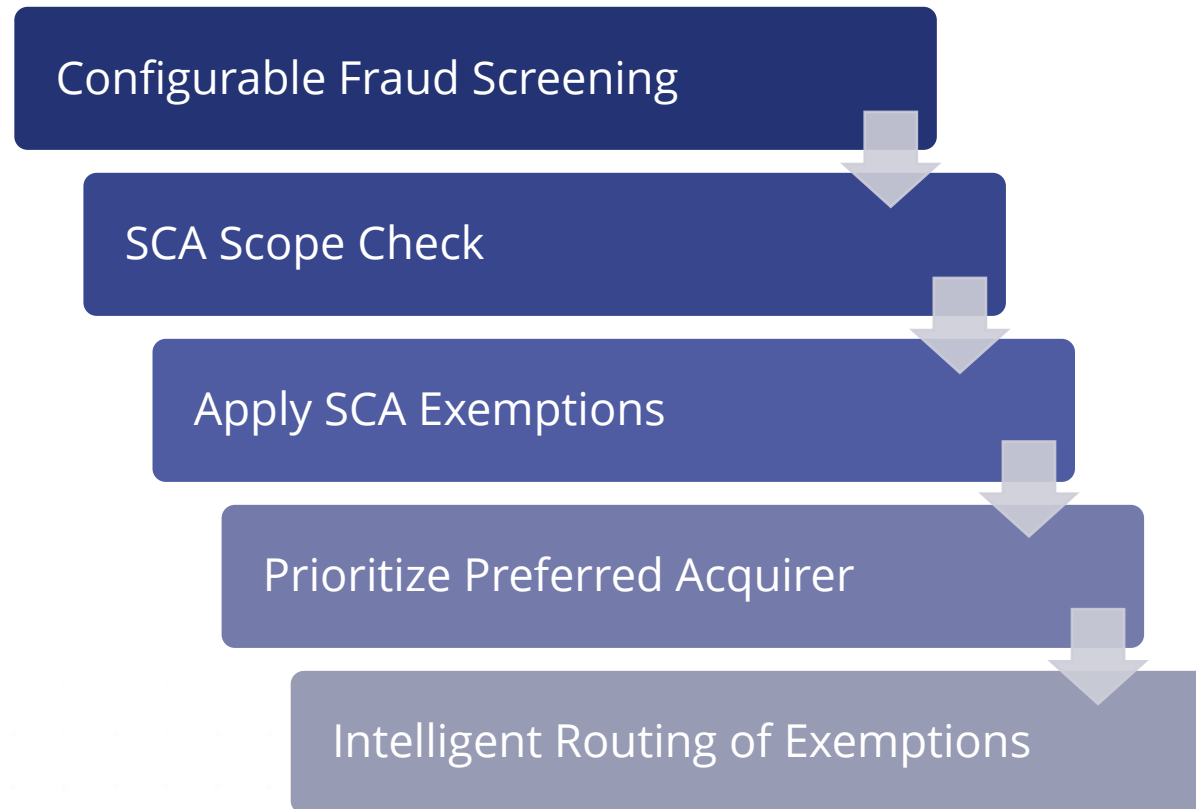 Configurable Fraud Screening
SCA Scope Check
Apply SCA Exemptions
Prioritize Preferred Acquirer
Intelligent Routing of Exemptions